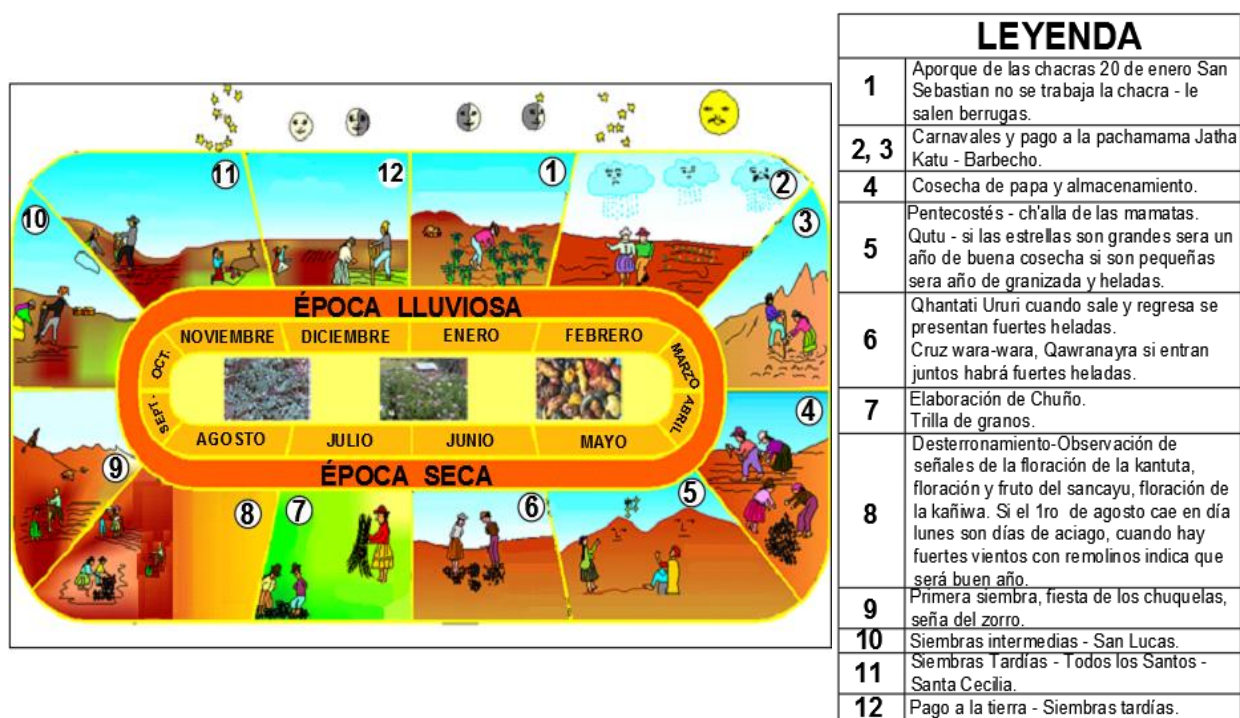 11
12
1
2
10
3
ÉPOCA LLUVIOSA
NOVIEMBRE
DICIEMBRE
ENERO
FEBRERO
OCT.
MARZO
SEPT.
ABRIL
AGOSTO
JULIO
JUNIO
MAYO
ÉPOCA SECA
4
9
8
7
6
5
LEYENDA
1
Aporque de las chacras 20 de enero San
Sebastian no se trabaja la chacra - le
salen berrugas.
2, 3
Carnavales y pago a la pachamama Jatha
Katu - Barbecho.
4
Cosecha de papa y almacenamiento.
5
Pentecostés - ch'alla de las mamatas.
Qutu - si las estrellas son grandes sera un
año de buena cosecha si son pequeñas
sera año de granizada y heladas.
6
Qhantati Ururi cuando sale y regresa se
presentan fuertes heladas.
Cruz wara-wara, Qawranayra si entran
juntos habrá fuertes heladas.
7
Elaboración de Chuño.
Trilla de granos.
8
Desterronamiento-Observación de
señales de la floración de la kantuta,
floración y fruto del sancayu, floración de
la kañiwa. Si el 1ro de agosto cae en día
lunes son días de aciago, cuando hay
fuertes vientos con remolinos indica que
será buen año.
9
Primera siembra, fiesta de los chuquelas,
seña del zorro.
10
Siembras intermedias - San Lucas.
11
Siembras Tardías - Todos los Santos -
Santa Cecilia.
12
Pago a la tierra - Siembras tardías.